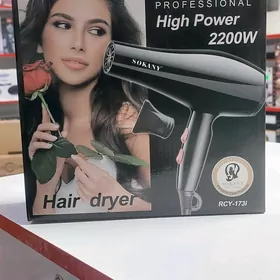 PROFESSIONAL
High Power
2200W
SOKANY
Hair dryer
RCY-173i